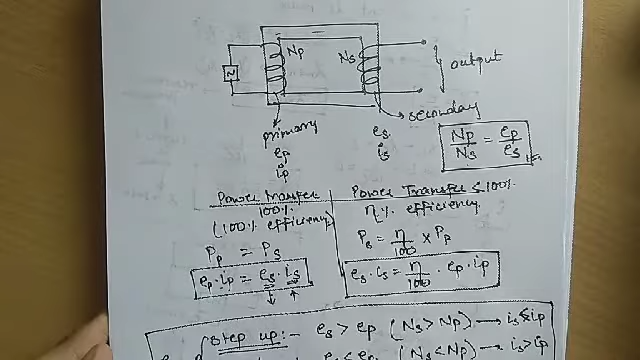 ~
Np
Ns
output
primary
ep
ip
secondary
es
is
Np/Ns = ep/es
Power Transfer
100%
(100% efficiency)
Pp = Ps
ep · ip = es · is
Power Transfer ≤ 100%
η% efficiency
Ps = η/100 × Pp
es · is = η/100 · ep · ip
Step up:- es > ep (Ns > Np) → is < ip
es < ep (Ns < Np) → is > ip